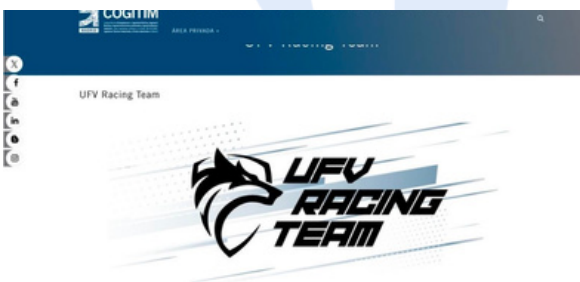 COGITIM
ÁREA PRIVADA
UFV Racing Team
UFV Racing Team
UFV
RACING
TEAM